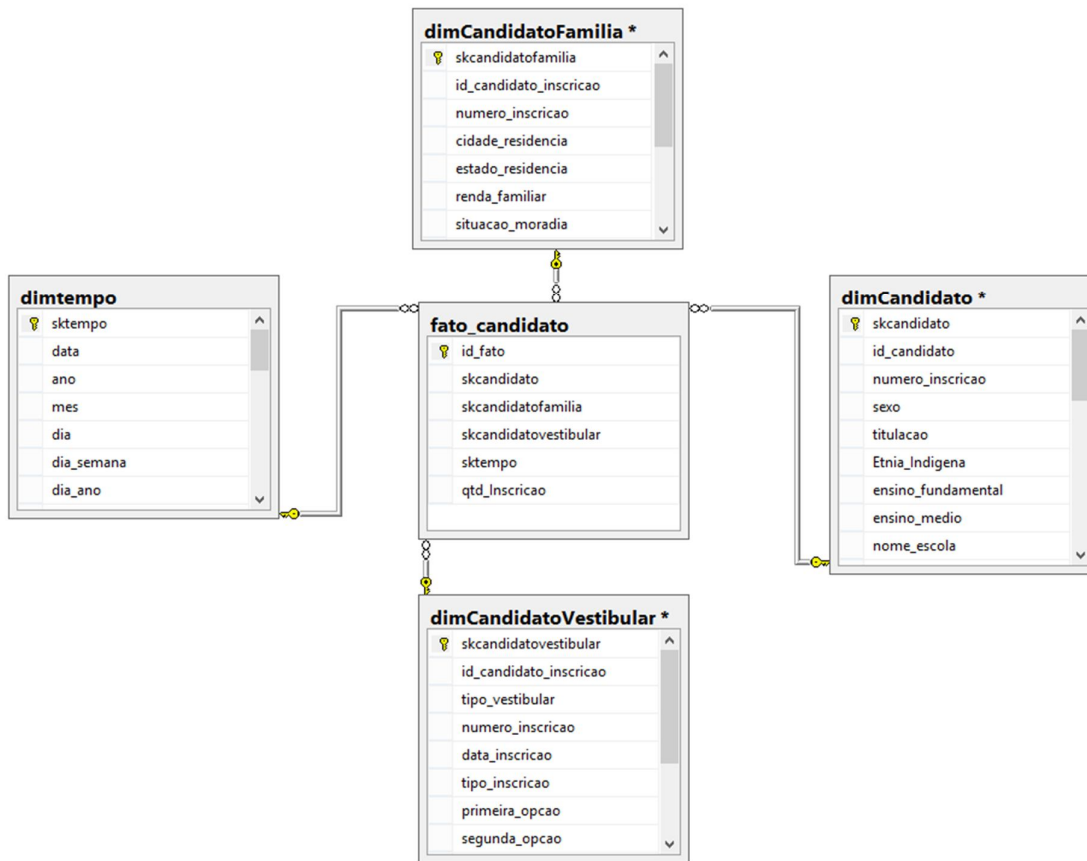 dimCandidatoFamilia *
skcandidatofamilia
id_candidato_inscricao
numero_inscricao
cidade_residencia
estado_residencia
renda_familiar
situacao_moradia
dimtempo
sktempo
data
ano
mes
dia
dia_semana
dia_ano
fato_candidato
id_fato
skcandidato
skcandidatofamilia
skcandidatovestibular
sktempo
qtd_Inscricao
dimCandidato *
skcandidato
id_candidato
numero_inscricao
sexo
titulacao
Etnia_Indigena
ensino_fundamental
ensino_medio
nome_escola
dimCandidatoVestibular *
skcandidatovestibular
id_candidato_inscricao
tipo_vestibular
numero_inscricao
data_inscricao
tipo_inscricao
primeira_opcao
segunda_opcao